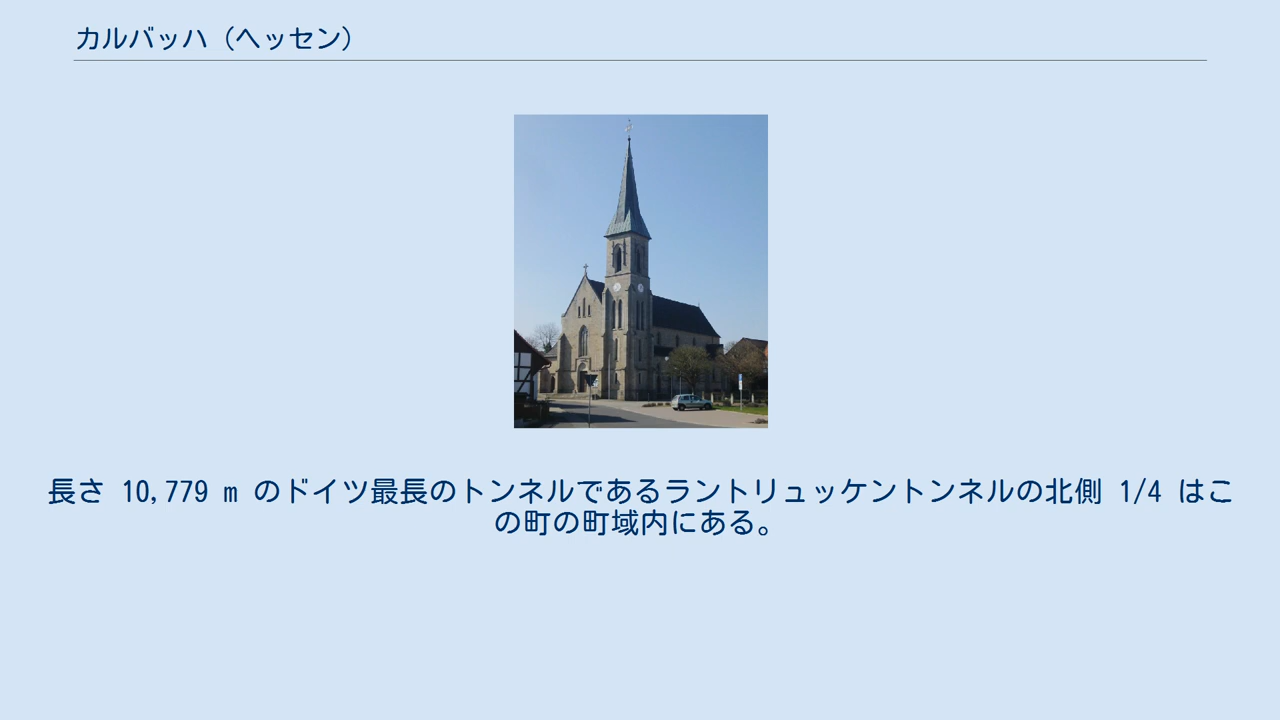 カルバッハ (ヘッセン)
長さ 10,779 m のドイツ最長のトンネルであるラントリュッケントンネルの北側 1/4 はこ
の町の町域内にある。